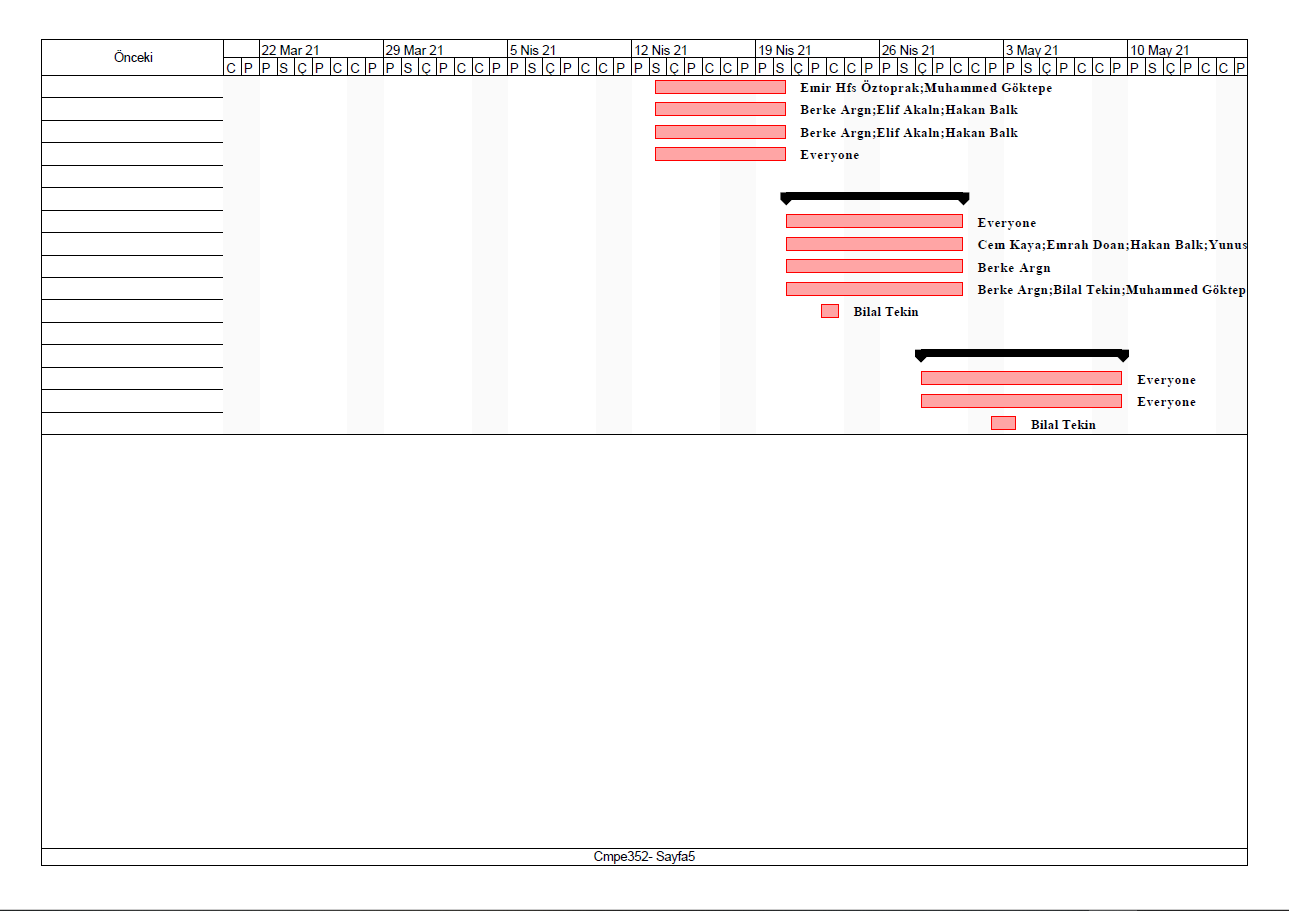 Önceki
22 Mar 21 29 Mar 21 5 Nis 21 12 Nis 21 19 Nis 21 26 Nis 21 3 May 21 10 May 21
C P P S Ç P C C P P S Ç P C C P P S Ç P C C P P S Ç P C C P P S Ç P C C P P S Ç P C C P P S Ç P C C P P S Ç P C C P
Emir Hfs Öztoprak;Muhammed Göktepe
Berke Argn;Elif Akaln;Hakan Balk
Berke Argn;Elif Akaln;Hakan Balk
Everyone
Everyone
Cem Kaya;Emrah Doan;Hakan Balk;Yunus
Berke Argn
Berke Argn;Bilal Tekin;Muhammed Göktep
Bilal Tekin
Everyone
Everyone
Bilal Tekin
Cmpe352- Sayfa5